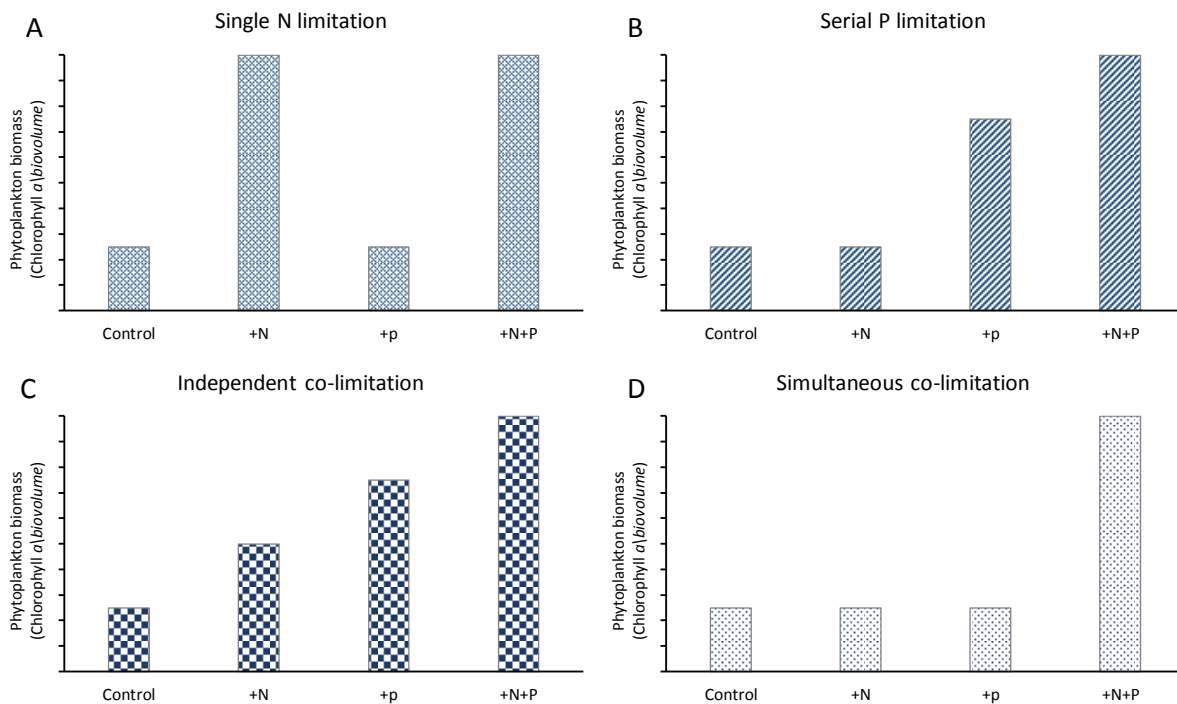 A
Single N limitation
Phytoplankton biomass
(Chlorophyll a\biovolume)
Control
+N
+p
+N+P
B
Serial P limitation
Phytoplankton biomass
(Chlorophyll a\biovolume)
Control
+N
+p
+N+P
C
Independent co-limitation
Phytoplankton biomass
(Chlorophyll a\biovolume)
Control
+N
+p
+N+P
D
Simultaneous co-limitation
Phytoplankton biomass
(Chlorophyll a\biovolume)
Control
+N
+p
+N+P